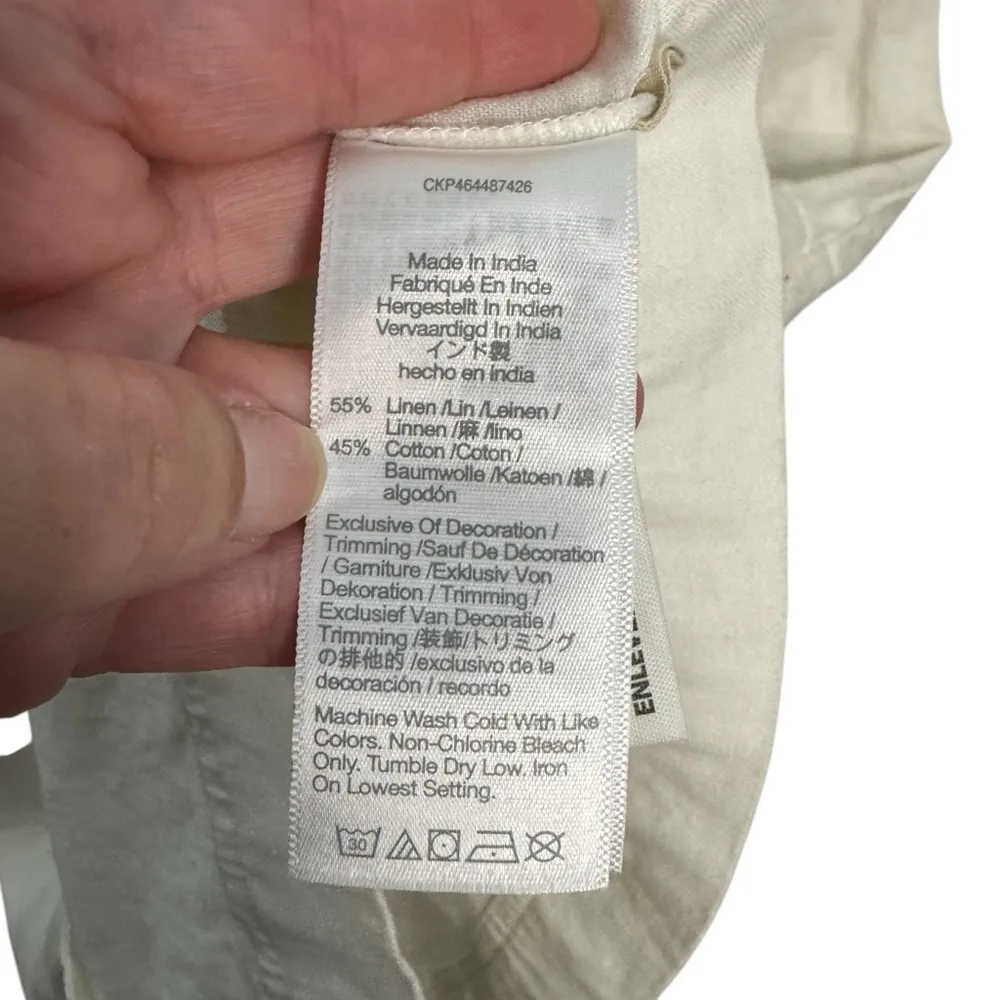 CKP464487426
Made In India
Fabriqué En Inde
Hergestellt In Indien
Vervaardigd In India
インド製
hecho en India
55% Linen /Lin /Leinen /
Linnen /麻 /lino
45% Cotton /Coton /
Baumwolle /Katoen /綿 /
algodón
Exclusive Of Decoration /
Trimming /Sauf De Décoration
/ Garniture /Exklusiv Von
Dekoration / Trimming /
Exclusief Van Decoratie /
Trimming /装飾/トリミング
の排他的 /exclusivo de la
decoración / recordo
Machine Wash Cold With Like
Colors. Non-Chlorine Bleach
Only. Tumble Dry Low. Iron
On Lowest Setting.
30